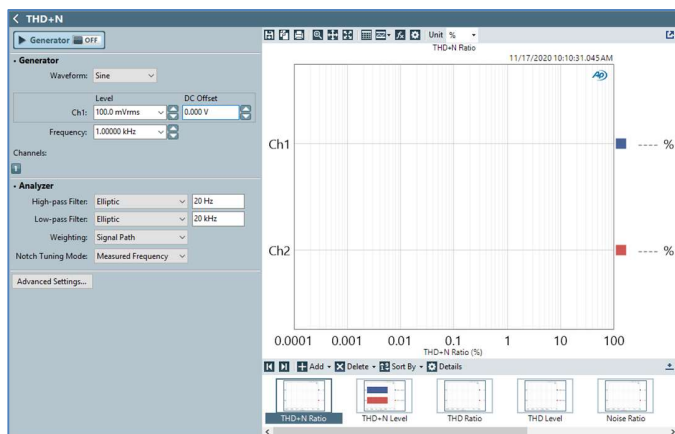 THD+N
Generator OFF
Generator
Waveform: Sine
Level DC Offset
Ch1: 100.0 mVrms 0.000 V
Frequency: 1.00000 kHz
Channels:
1
Analyzer
High-pass Filter: Elliptic 20 Hz
Low-pass Filter: Elliptic 20 kHz
Weighting: Signal Path
Notch Tuning Mode: Measured Frequency
Advanced Settings...
Unit %
THD+N Ratio
11/17/2020 10:10:31.045 AM
AP
Ch1 ---- %
Ch2 ---- %
0.0001 0.001 0.01 0.1 1 10 100
THD+N Ratio (%)
Add Delete Sort By Details
THD+N Ratio THD+N Level THD Ratio THD Level Noise Ratio